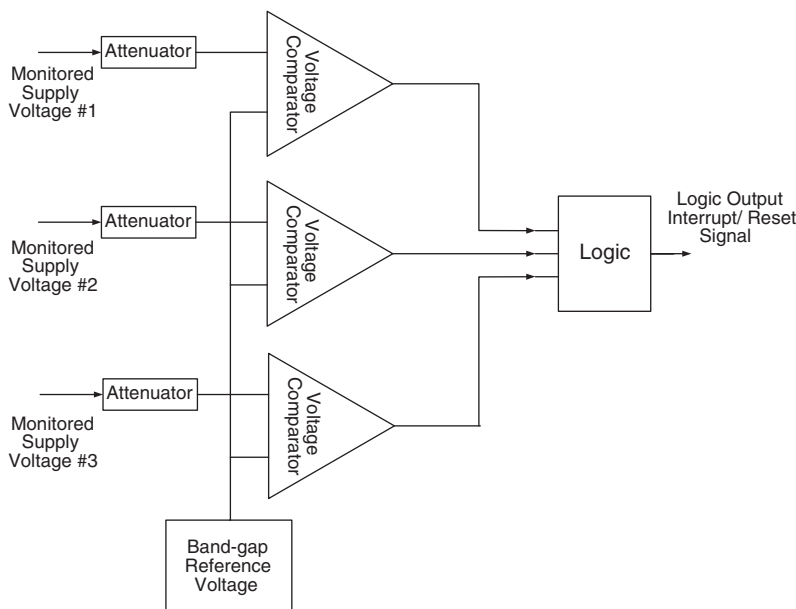 Attenuator
Monitored
Supply
Voltage #1
Voltage
Comparator
Attenuator
Monitored
Supply
Voltage #2
Voltage
Comparator
Logic
Logic Output
Interrupt/ Reset
Signal
Attenuator
Monitored
Supply
Voltage #3
Voltage
Comparator
Band-gap
Reference
Voltage